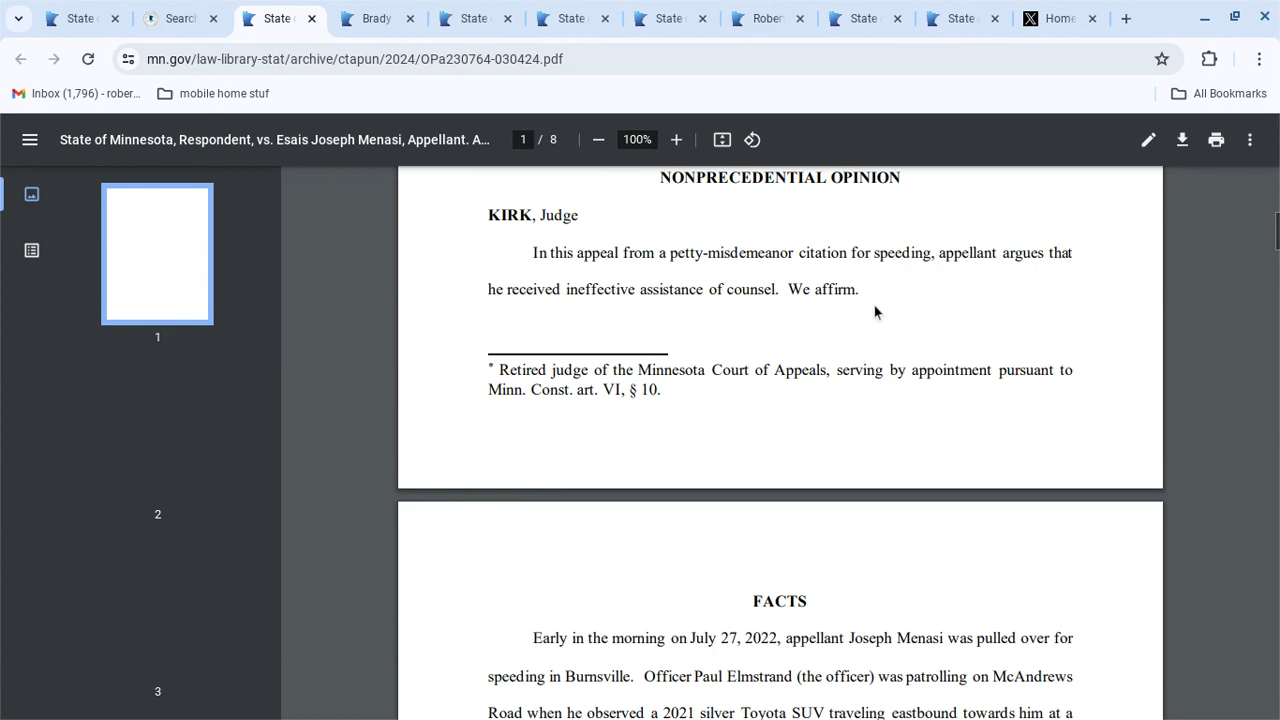 State
Search
State
Brady
State
State
State
Rober
State
State
X Home
mn.gov/law-library-stat/archive/ctapun/2024/OPa230764-030424.pdf
Inbox (1,796) - rober...
mobile home stuf
All Bookmarks
State of Minnesota, Respondent, vs. Esais Joseph Menasi, Appellant. A...
1 / 8
100%
NONPRECEDENTIAL OPINION
KIRK, Judge
In this appeal from a petty-misdemeanor citation for speeding, appellant argues that
he received ineffective assistance of counsel. We affirm.
* Retired judge of the Minnesota Court of Appeals, serving by appointment pursuant to
Minn. Const. art. VI, § 10.
1
2
3
FACTS
Early in the morning on July 27, 2022, appellant Joseph Menasi was pulled over for
speeding in Burnsville. Officer Paul Elmstrand (the officer) was patrolling on McAndrews
Road when he observed a 2021 silver Toyota SUV traveling eastbound towards him at a